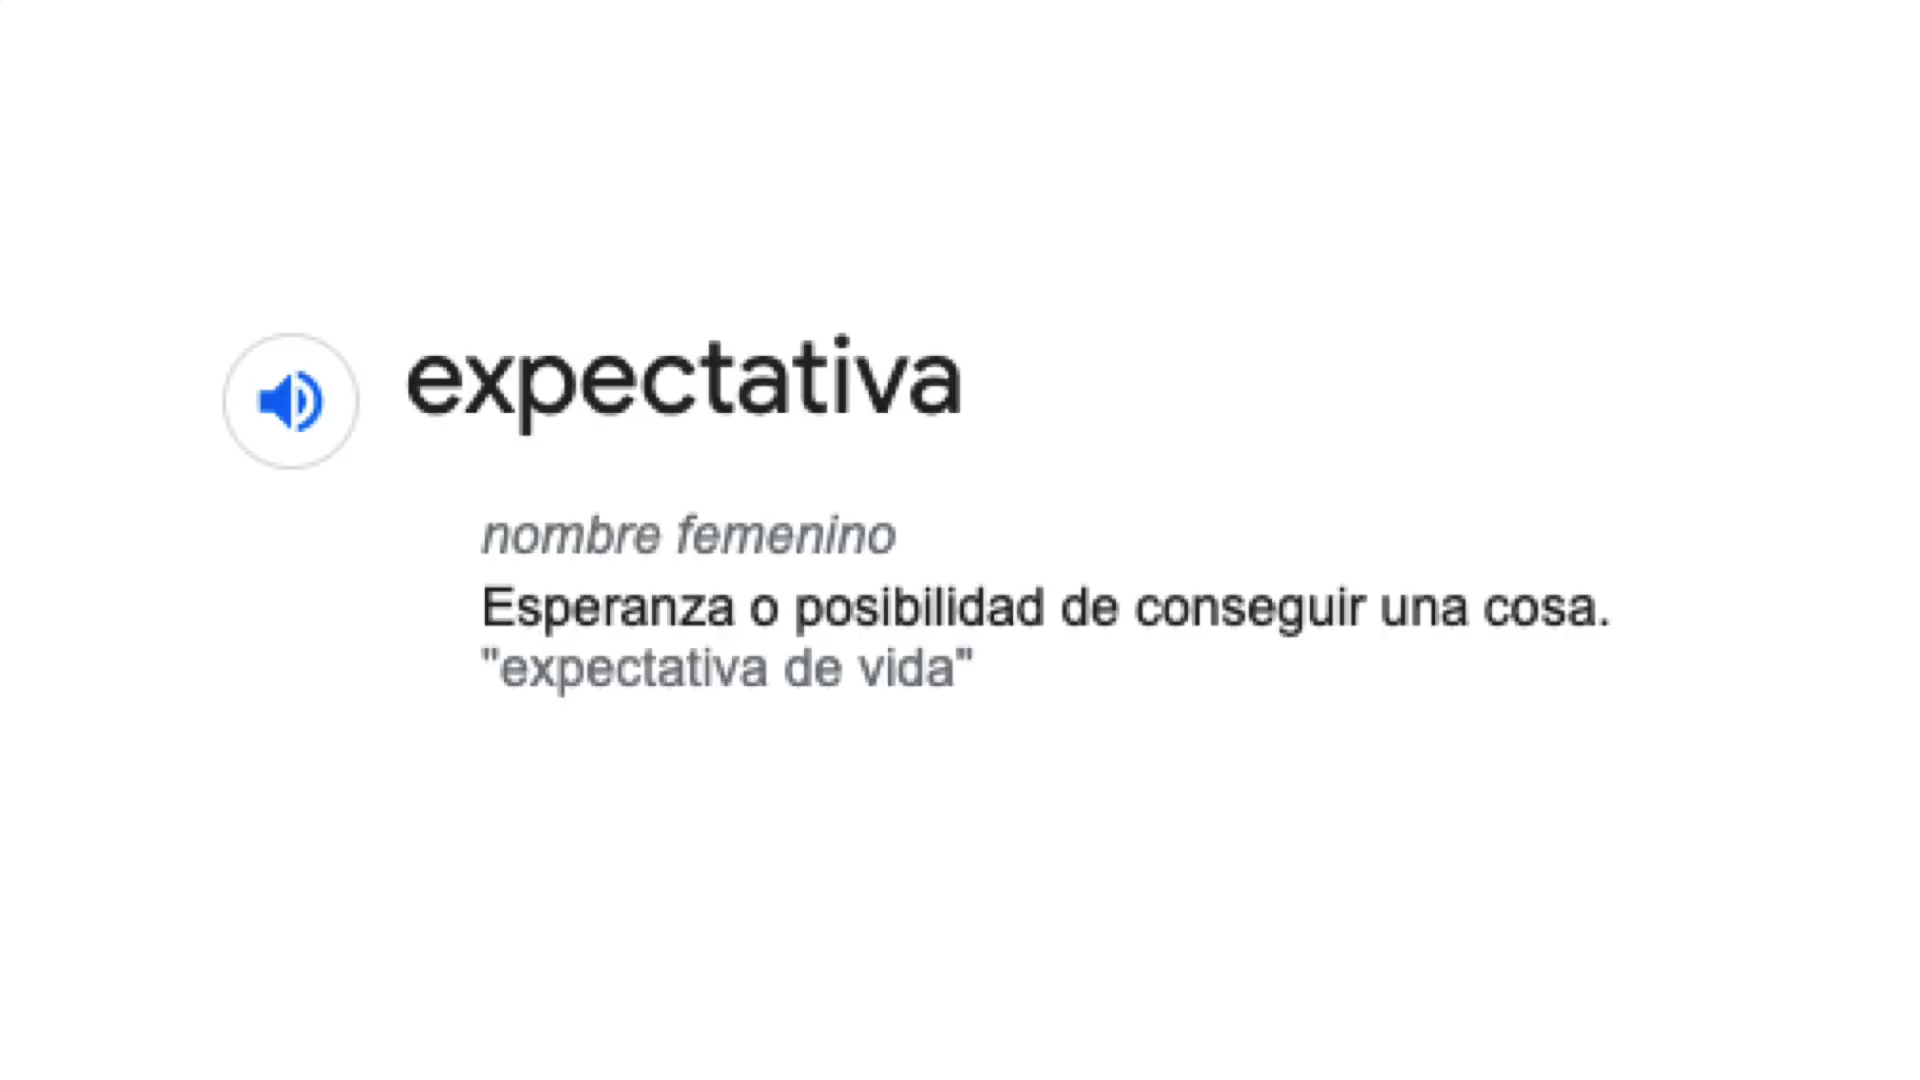 expectativa
nombre femenino
Esperanza o posibilidad de conseguir una cosa.
"expectativa de vida"